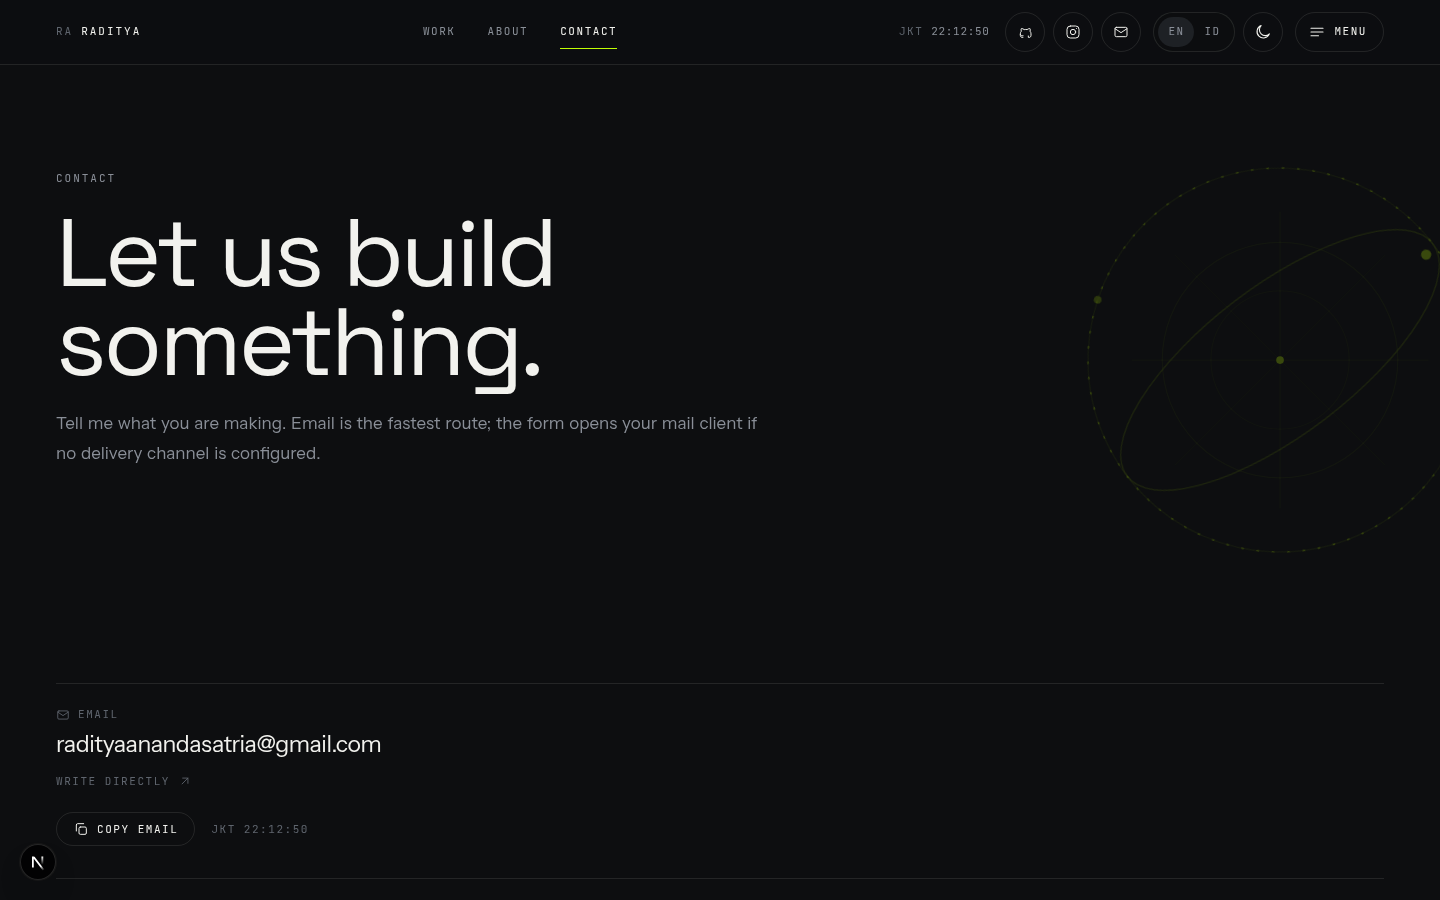 RA RADITYA
WORK ABOUT CONTACT
JKT 22:12:50
EN ID
MENU
CONTACT
Let us build
something.
Tell me what you are making. Email is the fastest route; the form opens your mail client if
no delivery channel is configured.
EMAIL
radityaanandasatria@gmail.com
WRITE DIRECTLY
COPY EMAIL JKT 22:12:50
N